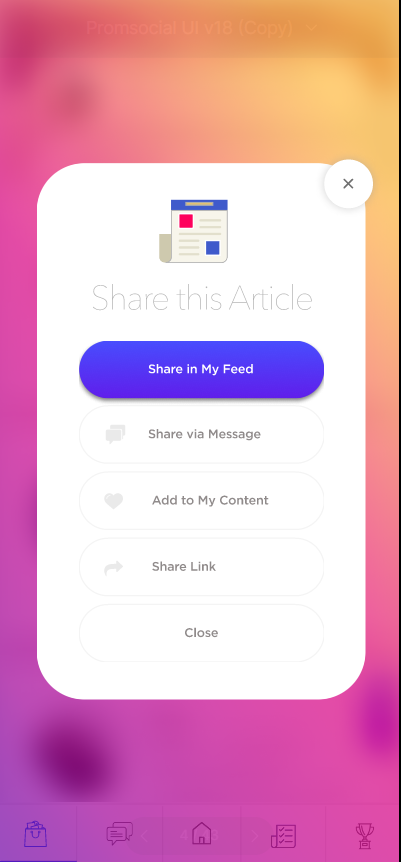 Promsocial UI v18 (Copy)
Share this Article
Share in My Feed
Share via Message
Add to My Content
Share Link
Close